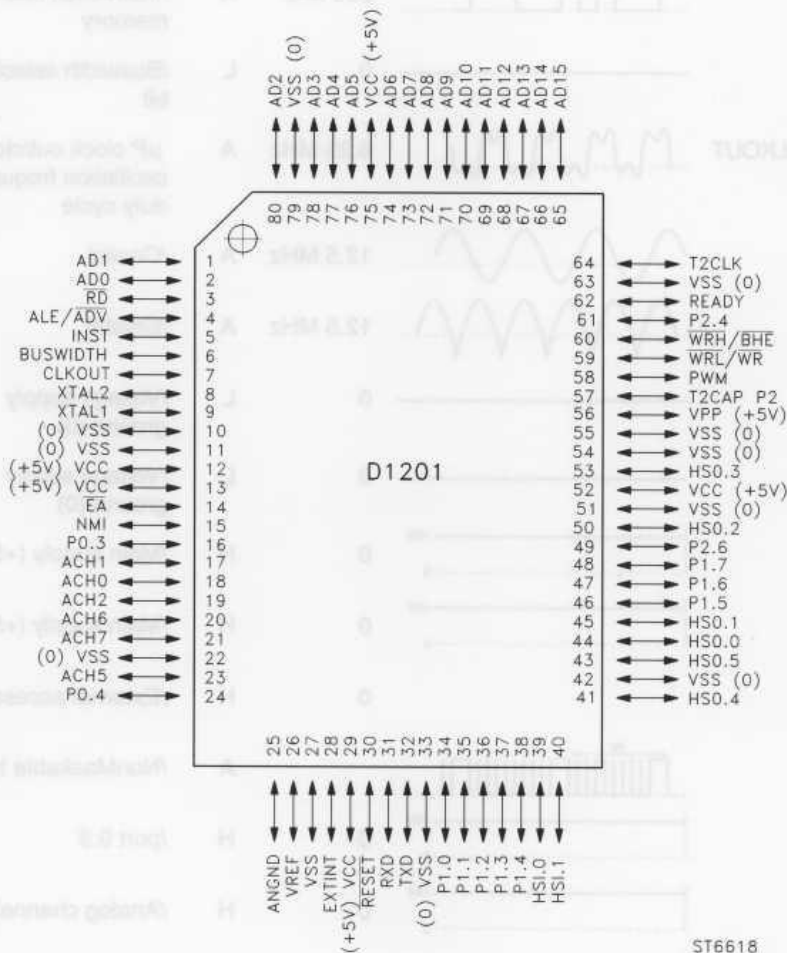 AD2
VSS (0)
AD3
AD4
AD5
VCC (+5V)
AD6
AD7
AD8
AD9
AD10
AD11
AD12
AD13
AD14
AD15
80 79 78 77 76 75 74 73 72 71 70 69 68 67 66 65
AD1 1
AD0 2
R̅D̅ 3
ALE/A̅D̅V̅ 4
INST 5
BUSWIDTH 6
CLKOUT 7
XTAL2 8
XTAL1 9
(0) VSS 10
(0) VSS 11
(+5V) VCC 12
(+5V) VCC 13
E̅A̅ 14
NMI 15
P0.3 16
ACH1 17
ACH0 18
ACH2 19
ACH6 20
ACH7 21
(0) VSS 22
ACH5 23
P0.4 24
D1201
64 T2CLK
63 VSS (0)
62 READY
61 P2.4
60 W̅R̅H̅/B̅H̅E̅
59 W̅R̅L̅/W̅R̅
58 PWM
57 T2CAP P2
56 VPP (+5V)
55 VSS (0)
54 VSS (0)
53 HS0.3
52 VCC (+5V)
51 VSS (0)
50 HS0.2
49 P2.6
48 P1.7
47 P1.6
46 P1.5
45 HS0.1
44 HS0.0
43 HS0.5
42 VSS (0)
41 HS0.4
25 26 27 28 29 30 31 32 33 34 35 36 37 38 39 40
ANGND
VREF
VSS
EXTINT
(+5V) VCC
R̅E̅S̅E̅T̅
RXD
TXD
(0) VSS
P1.0
P1.1
P1.2
P1.3
P1.4
HSI.0
HSI.1
ST6618